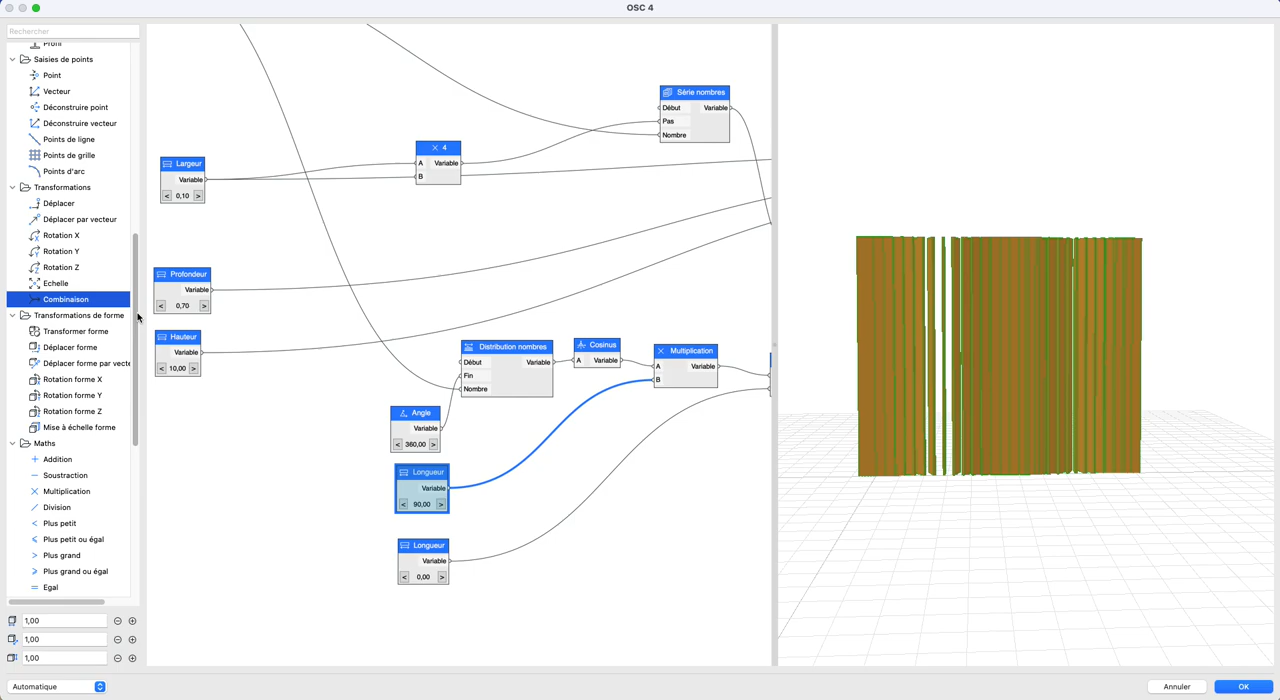 OSC 4
Rechercher
Profil
Saisies de points
Point
Vecteur
Déconstruire point
Déconstruire vecteur
Points de ligne
Points de grille
Points d'arc
Transformations
Déplacer
Déplacer par vecteur
Rotation X
Rotation Y
Rotation Z
Echelle
Combinaison
Transformations de forme
Transformer forme
Déplacer forme
Déplacer forme par vecte
Rotation forme X
Rotation forme Y
Rotation forme Z
Mise à échelle forme
Maths
Addition
Soustraction
Multiplication
Division
Plus petit
Plus petit ou égal
Plus grand
Plus grand ou égal
Egal
1,00
1,00
1,00
Automatique
Largeur
Variable
< 0,10 >
Profondeur
Variable
< 0,70 >
Hauteur
Variable
< 10,00 >
× 4
A Variable
B
Série nombres
Début Variable
Pas
Nombre
Distribution nombres
Début Variable
Fin
Nombre
Cosinus
A Variable
Multiplication
A Variable
B
Angle
Variable
< 360,00 >
Longueur
Variable
< 90,00 >
Longueur
Variable
< 0,00 >
Annuler
OK